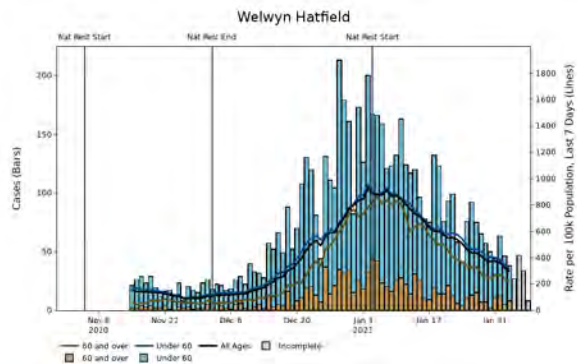 Welwyn Hatfield
Nat Rest Start
Nat Rest End
Nat Rest Start
200
150
100
50
0
Cases (Bars)
1800
1600
1400
1200
1000
800
600
400
200
0
Rate per 100k Population, Last 7 Days (Lines)
Nov 8
2020
Nov 22
Dec 6
Dec 20
Jan 3
2021
Jan 17
Jan 31
60 and over
Under 60
All Ages
Incomplete
60 and over
Under 60